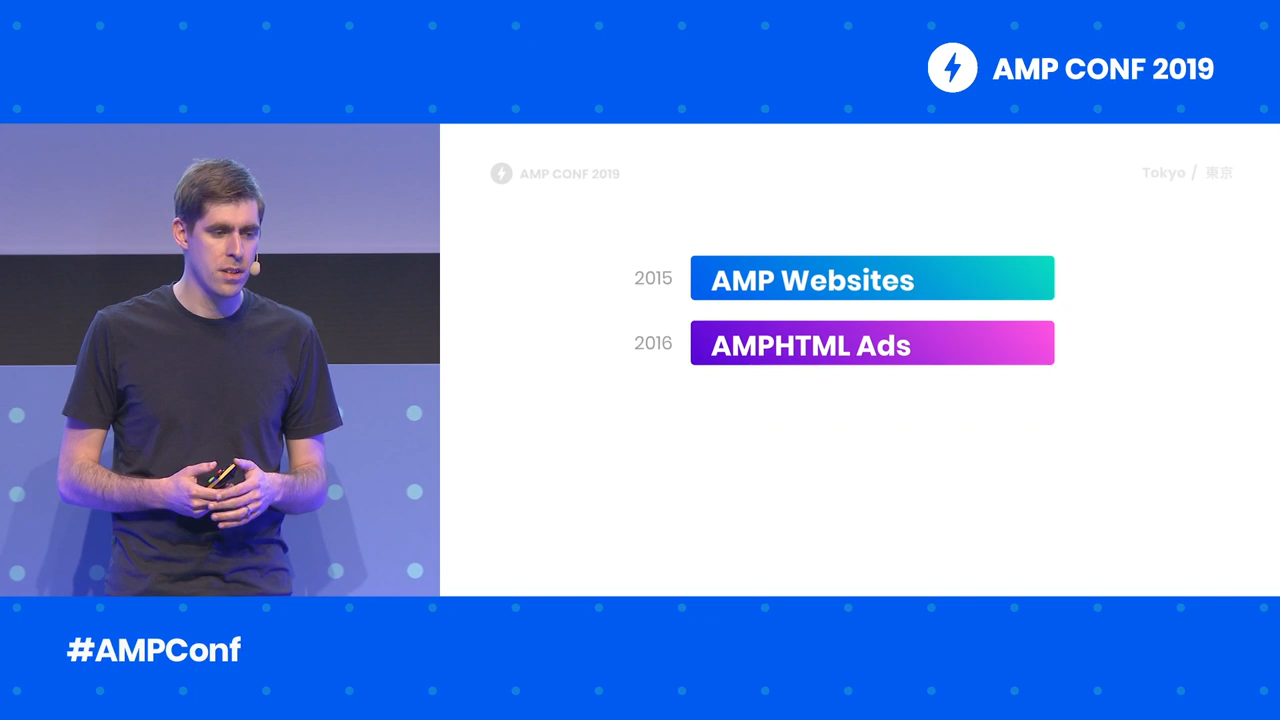 AMP CONF 2019
AMP CONF 2019
Tokyo / 東京
2015 AMP Websites
2016 AMPHTML Ads
#AMPConf